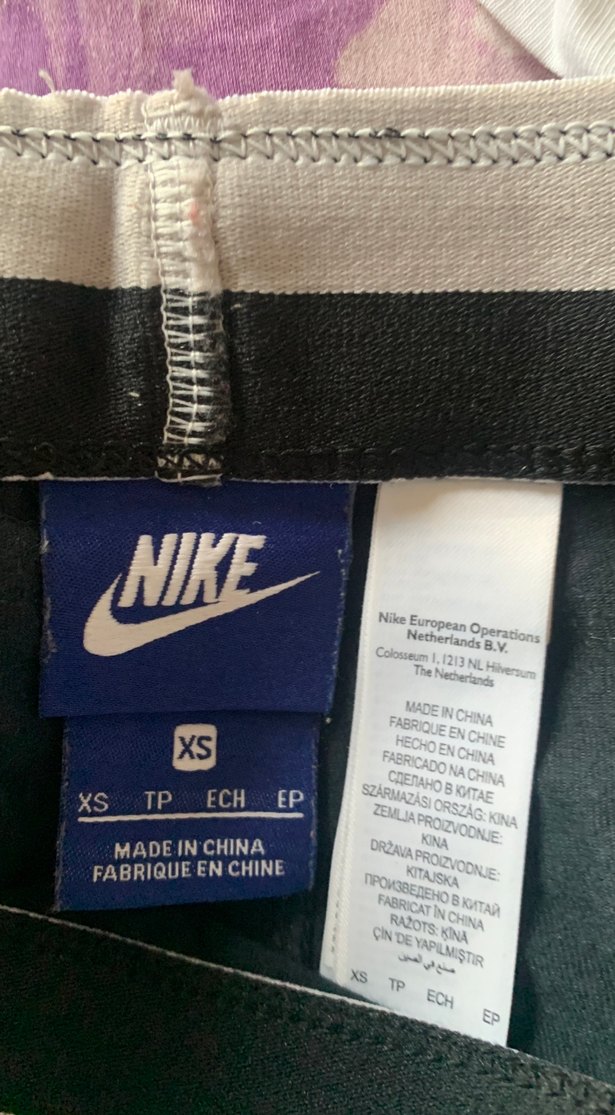 NIKE
XS
XS TP ECH EP
MADE IN CHINA
FABRIQUE EN CHINE
Nike European Operations
Netherlands B.V.
Colosseum 1, 1213 NL Hilversum
The Netherlands
MADE IN CHINA
FABRIQUE EN CHINE
HECHO EN CHINA
FABRICADO NA CHINA
СДЕЛАНО В КИТАЕ
SZÁRMAZÁSI ORSZÁG: KINA
ZEMLJA PROIZVODNJE:
KINA
DRŽAVA PROIZVODNJE:
KITAJSKA
ПРОИЗВЕДЕНО В КИТАЙ
FABRICAT ÎN CHINA
RAŽOTS: ĶĪNĀ
ÇİN 'DE YAPILMIŞTIR
صنع في الصين
XS TP ECH EP